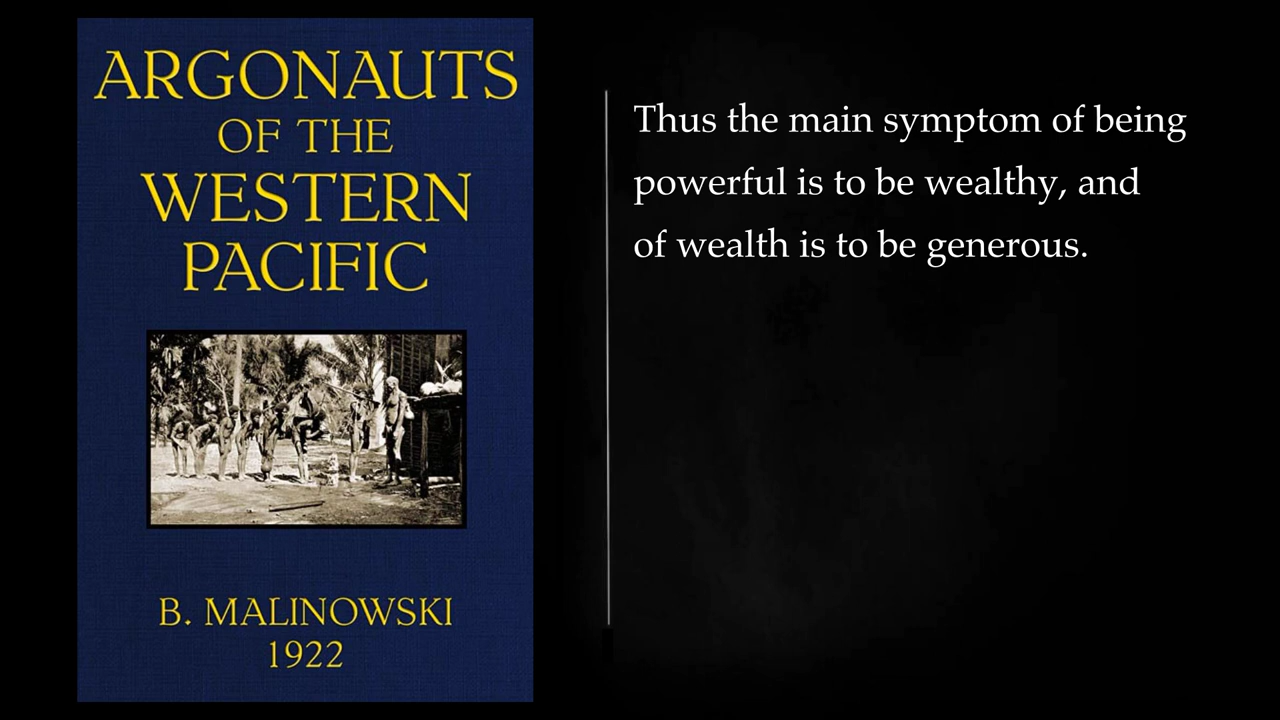 ARGONAUTS
OF THE
WESTERN
PACIFIC
B. MALINOWSKI
1922
Thus the main symptom of being
powerful is to be wealthy, and
of wealth is to be generous.